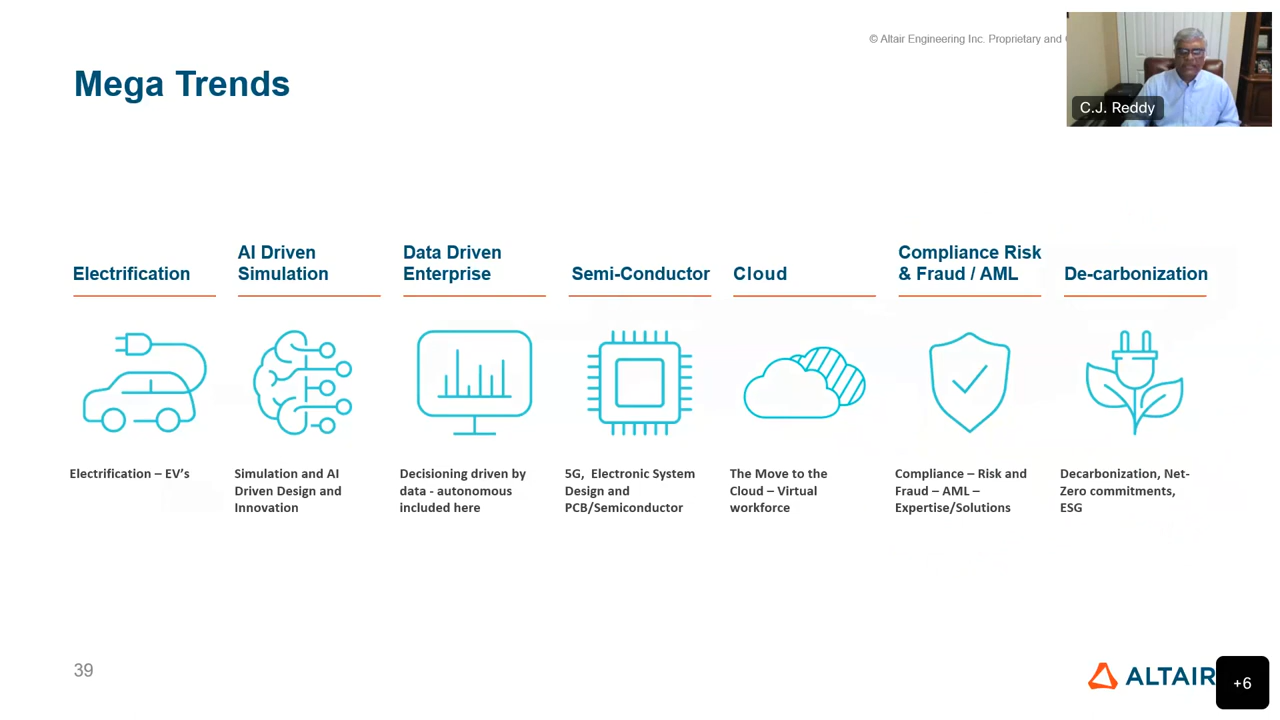 © Altair Engineering Inc. Proprietary and
C.J. Reddy
Mega Trends
Electrification
AI Driven
Simulation
Data Driven
Enterprise
Semi-Conductor
Cloud
Compliance Risk
& Fraud / AML
De-carbonization
Electrification – EV’s
Simulation and AI
Driven Design and
Innovation
Decisioning driven by
data - autonomous
included here
5G,  Electronic System
Design and
PCB/Semiconductor
The Move to the
Cloud – Virtual
workforce
Compliance – Risk and
Fraud – AML –
Expertise/Solutions
Decarbonization, Net-
Zero commitments,
ESG
39
ALTAIR
+6